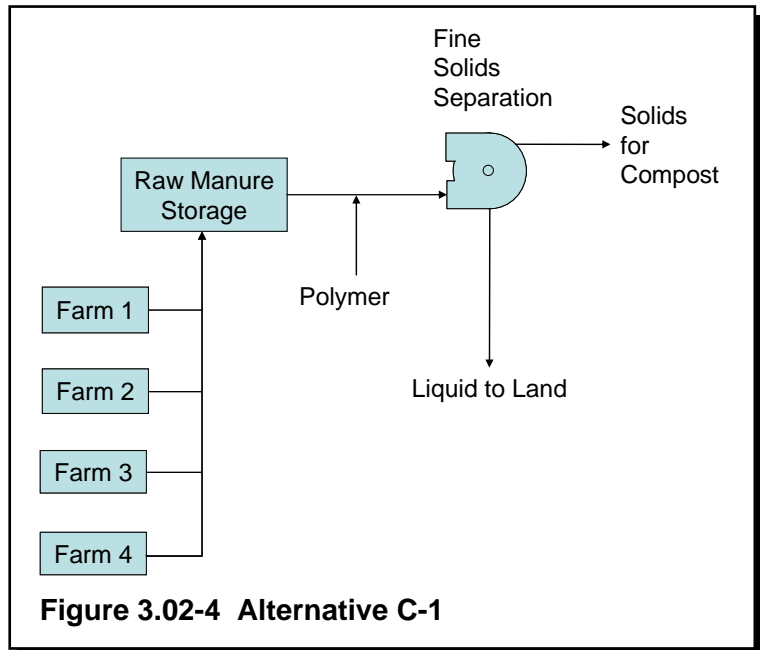 Fine
Solids
Separation
Solids
for
Compost
Raw Manure
Storage
Polymer
Farm 1
Farm 2
Liquid to Land
Farm 3
Farm 4
Figure 3.02-4 Alternative C-1